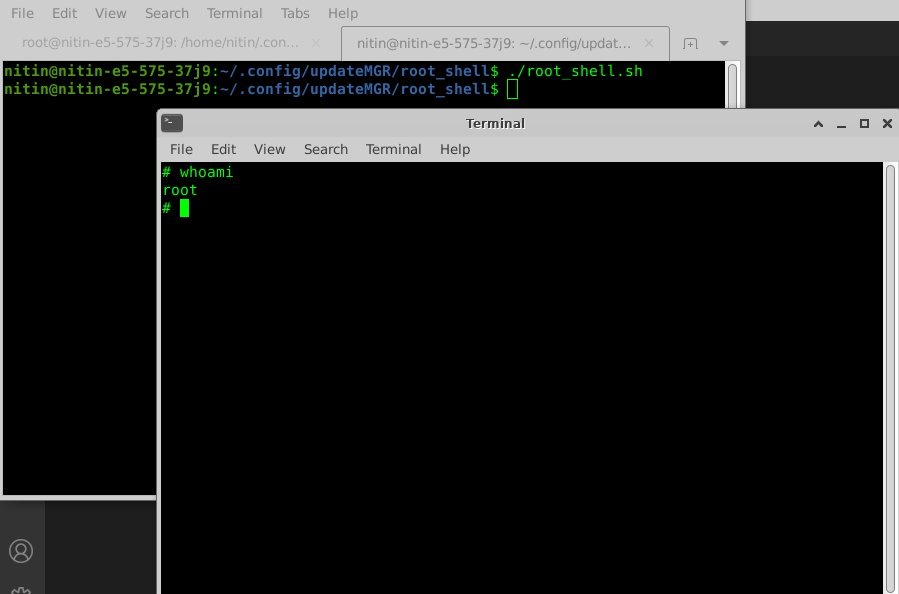 File Edit View Search Terminal Tabs Help
root@nitin-e5-575-37j9: /home/nitin/.con... × nitin@nitin-e5-575-37j9: ~/.config/updat... ×
nitin@nitin-e5-575-37j9:~/.config/updateMGR/root_shell$ ./root_shell.sh
nitin@nitin-e5-575-37j9:~/.config/updateMGR/root_shell$
Terminal
File Edit View Search Terminal Help
# whoami
root
#